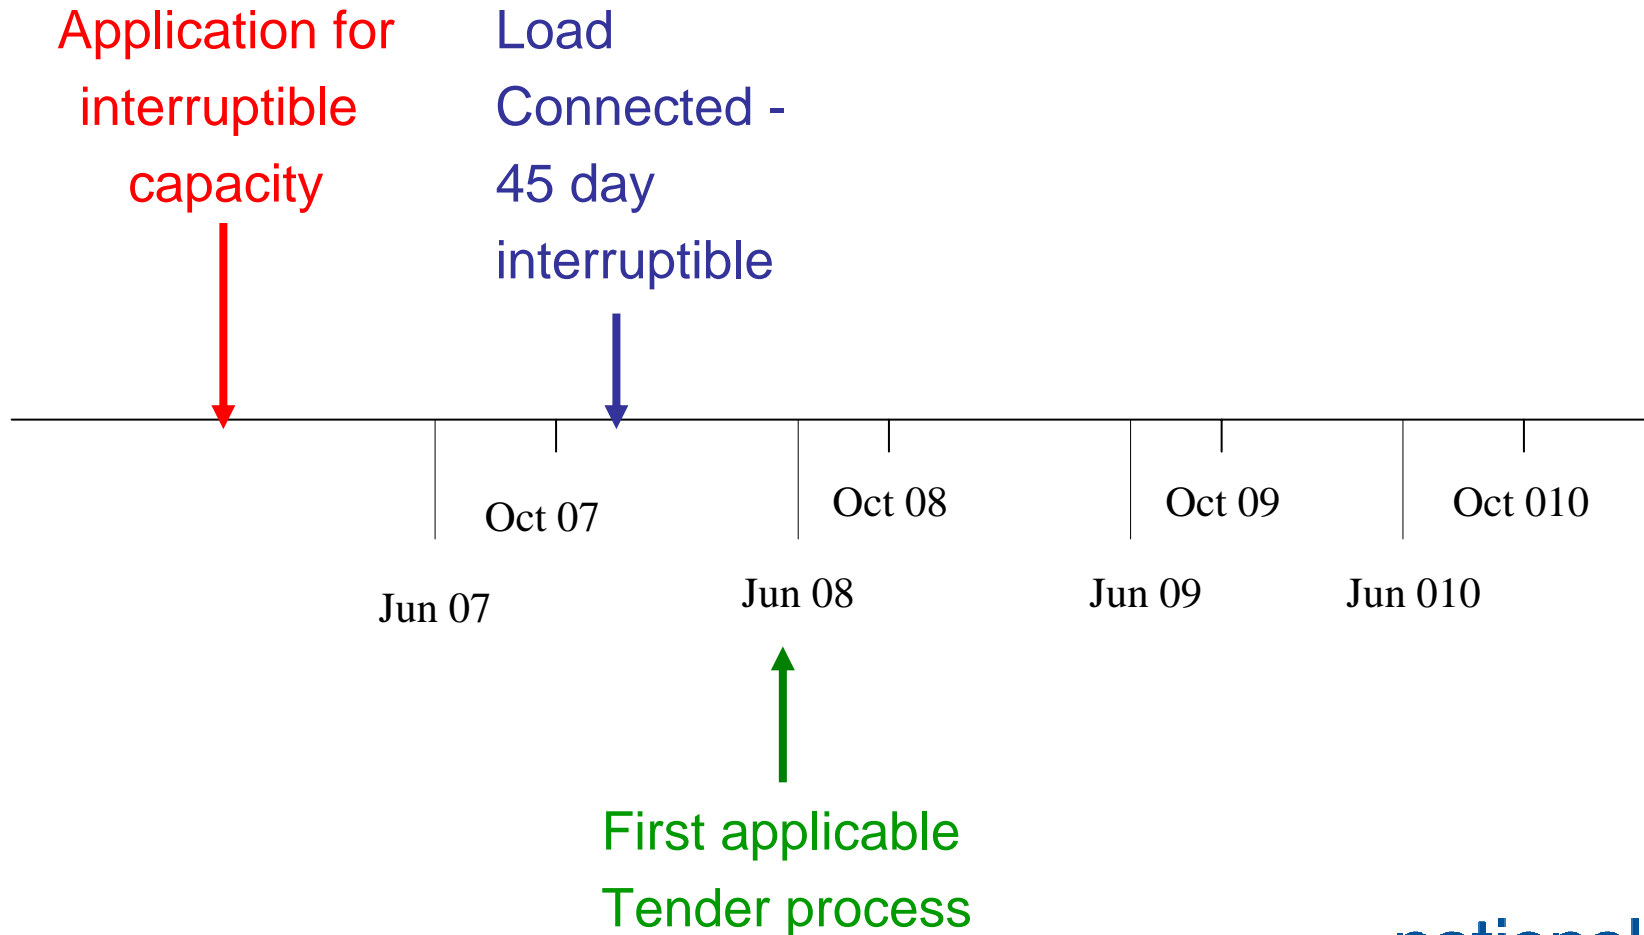 Application for
interruptible
capacity
Load
Connected -
45 day
interruptible
Oct 07
Oct 08
Oct 09
Oct 010
Jun 07
Jun 08
Jun 09
Jun 010
First applicable
Tender process
national